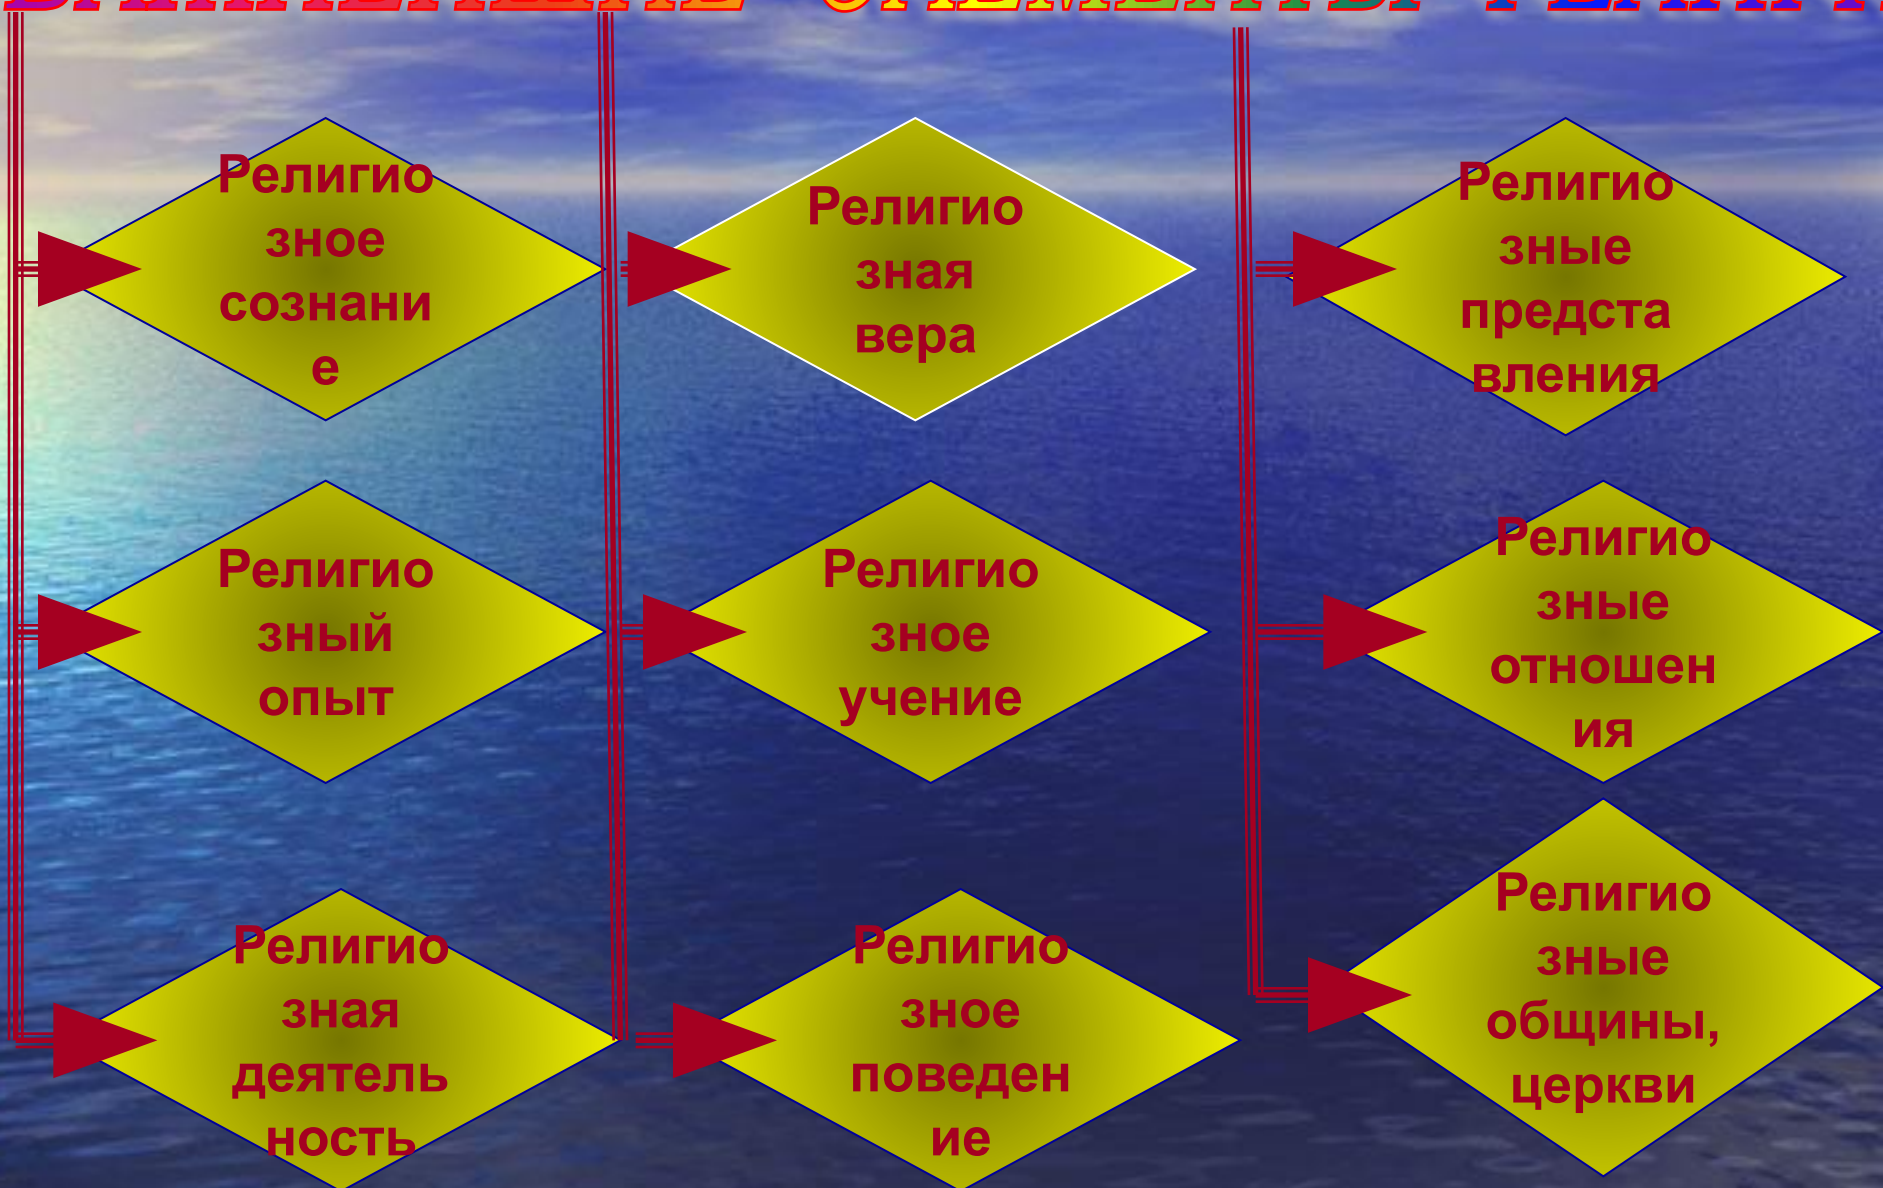 Религио
зное
сознани
е
Религио
зная
вера
Религио
зные
предста
вления
Религио
зный
опыт
Религио
зное
учение
Религио
зные
отношен
ия
Религио
зная
деятель
ность
Религио
зное
поведен
ие
Религио
зные
общины,
церкви